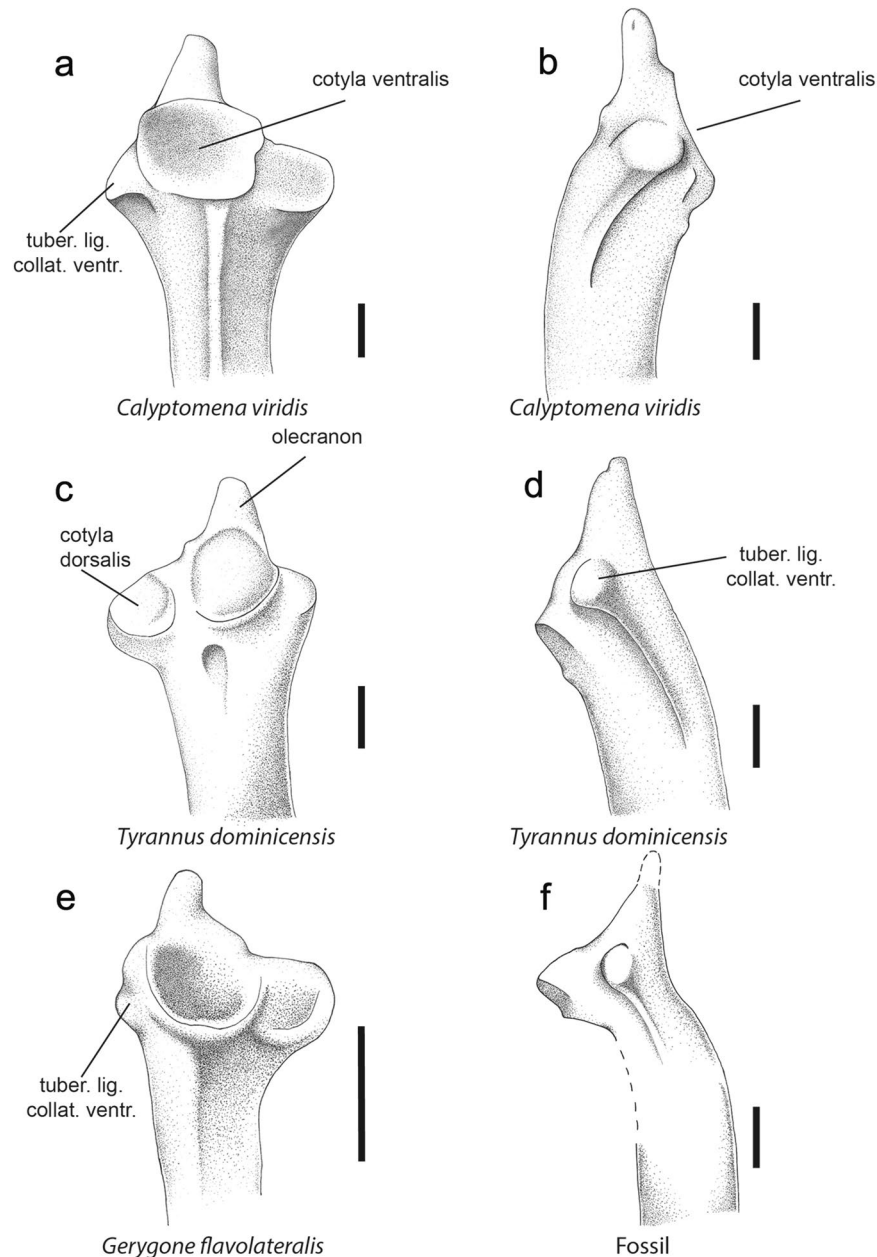 a
cotyla ventralis
tuber. lig.
collat. ventr.
Calyptomena viridis
b
cotyla ventralis
Calyptomena viridis
c
olecranon
cotyla
dorsalis
Tyrannus dominicensis
d
tuber. lig.
collat. ventr.
Tyrannus dominicensis
e
tuber. lig.
collat. ventr.
Gerygone flavolateralis
f
Fossil